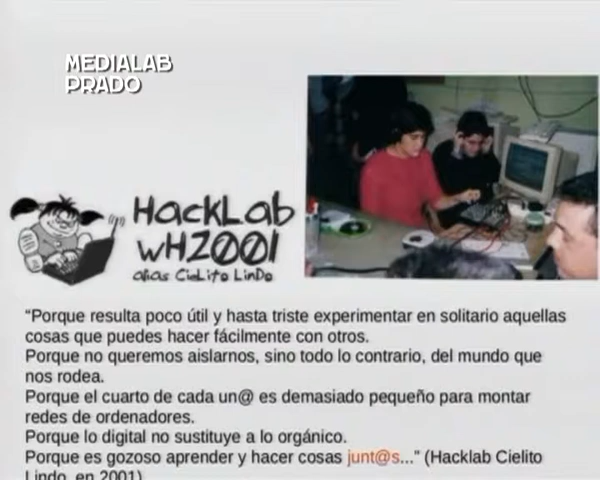 MEDIALAB
PRADO
HackLab
wH2001
alias CieLito LinDo
“Porque resulta poco útil y hasta triste experimentar en solitario aquellas
cosas que puedes hacer fácilmente con otros.
Porque no queremos aislarnos, sino todo lo contrario, del mundo que
nos rodea.
Porque el cuarto de cada un@ es demasiado pequeño para montar
redes de ordenadores.
Porque lo digital no sustituye a lo orgánico.
Porque es gozoso aprender y hacer cosas junt@s...” (Hacklab Cielito
Lindo, en 2001)